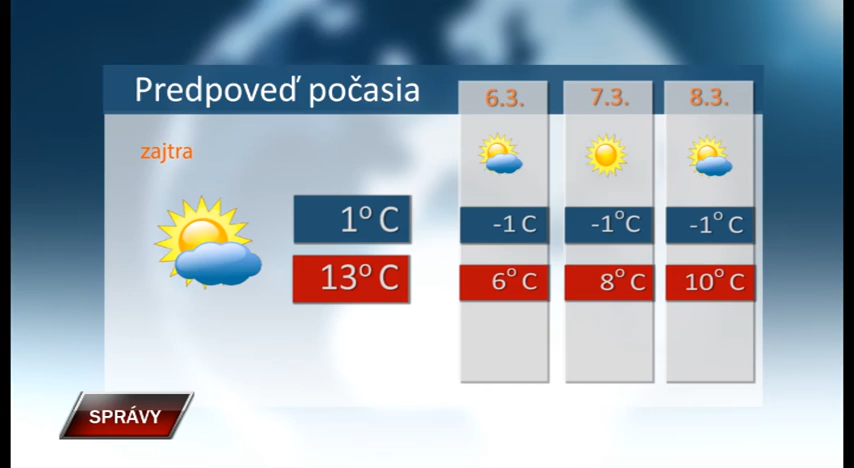 Predpoveď počasia
zajtra
1° C
13° C
6.3.
-1 C
6° C
7.3.
-1°C
8° C
8.3.
-1° C
10° C
SPRÁVY